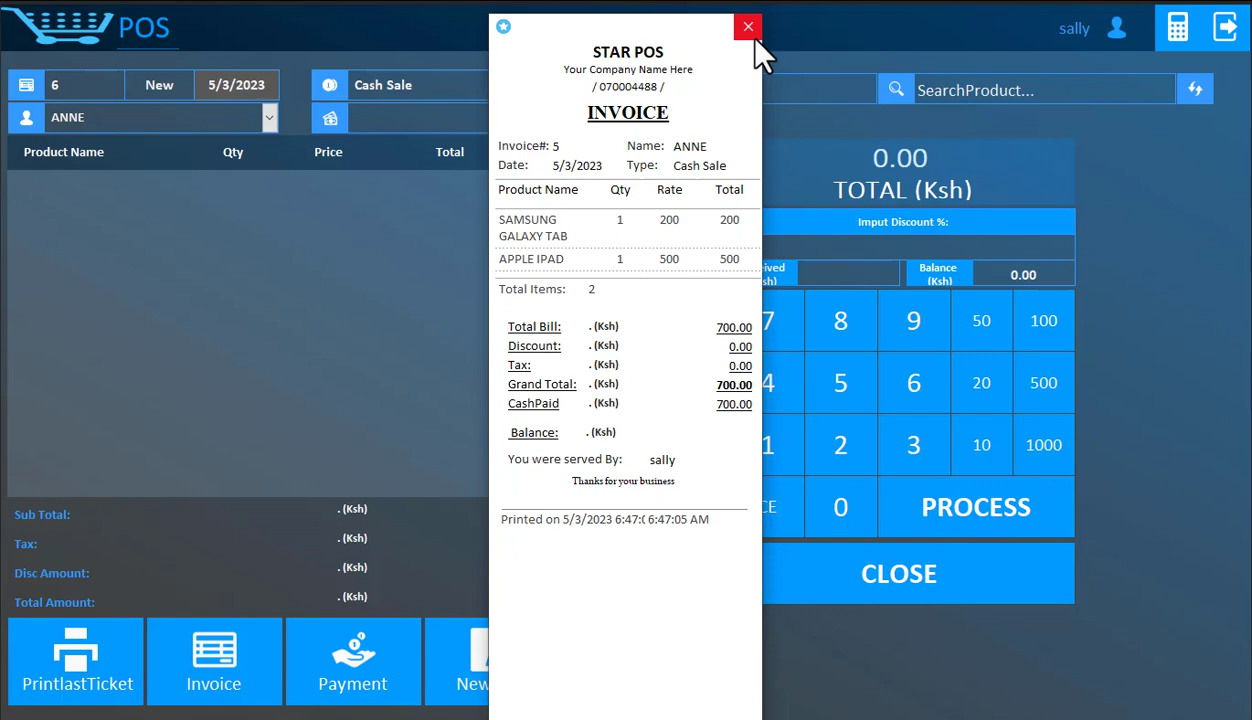 POS
sally
6 New 5/3/2023 Cash Sale
SearchProduct...
ANNE
Product Name Qty Price Total
STAR POS
Your Company Name Here
/ 070004488 /
INVOICE
Invoice#: 5 Name: ANNE
Date: 5/3/2023 Type: Cash Sale
Product Name Qty Rate Total
SAMSUNG GALAXY TAB 1 200 200
APPLE IPAD 1 500 500
Total Items: 2
Total Bill: . (Ksh) 700.00
Discount: . (Ksh) 0.00
Tax: . (Ksh) 0.00
Grand Total: . (Ksh) 700.00
CashPaid . (Ksh) 700.00
Balance: . (Ksh)
You were served By: sally
Thanks for your business
Printed on 5/3/2023 6:47:0 6:47:05 AM
0.00
TOTAL (Ksh)
Imput Discount %:
Balance (Ksh) 0.00
7 8 9 50 100
4 5 6 20 500
1 2 3 10 1000
0 PROCESS
CLOSE
Sub Total: . (Ksh)
Tax: . (Ksh)
Disc Amount: . (Ksh)
Total Amount: . (Ksh)
PrintlastTicket Invoice Payment New